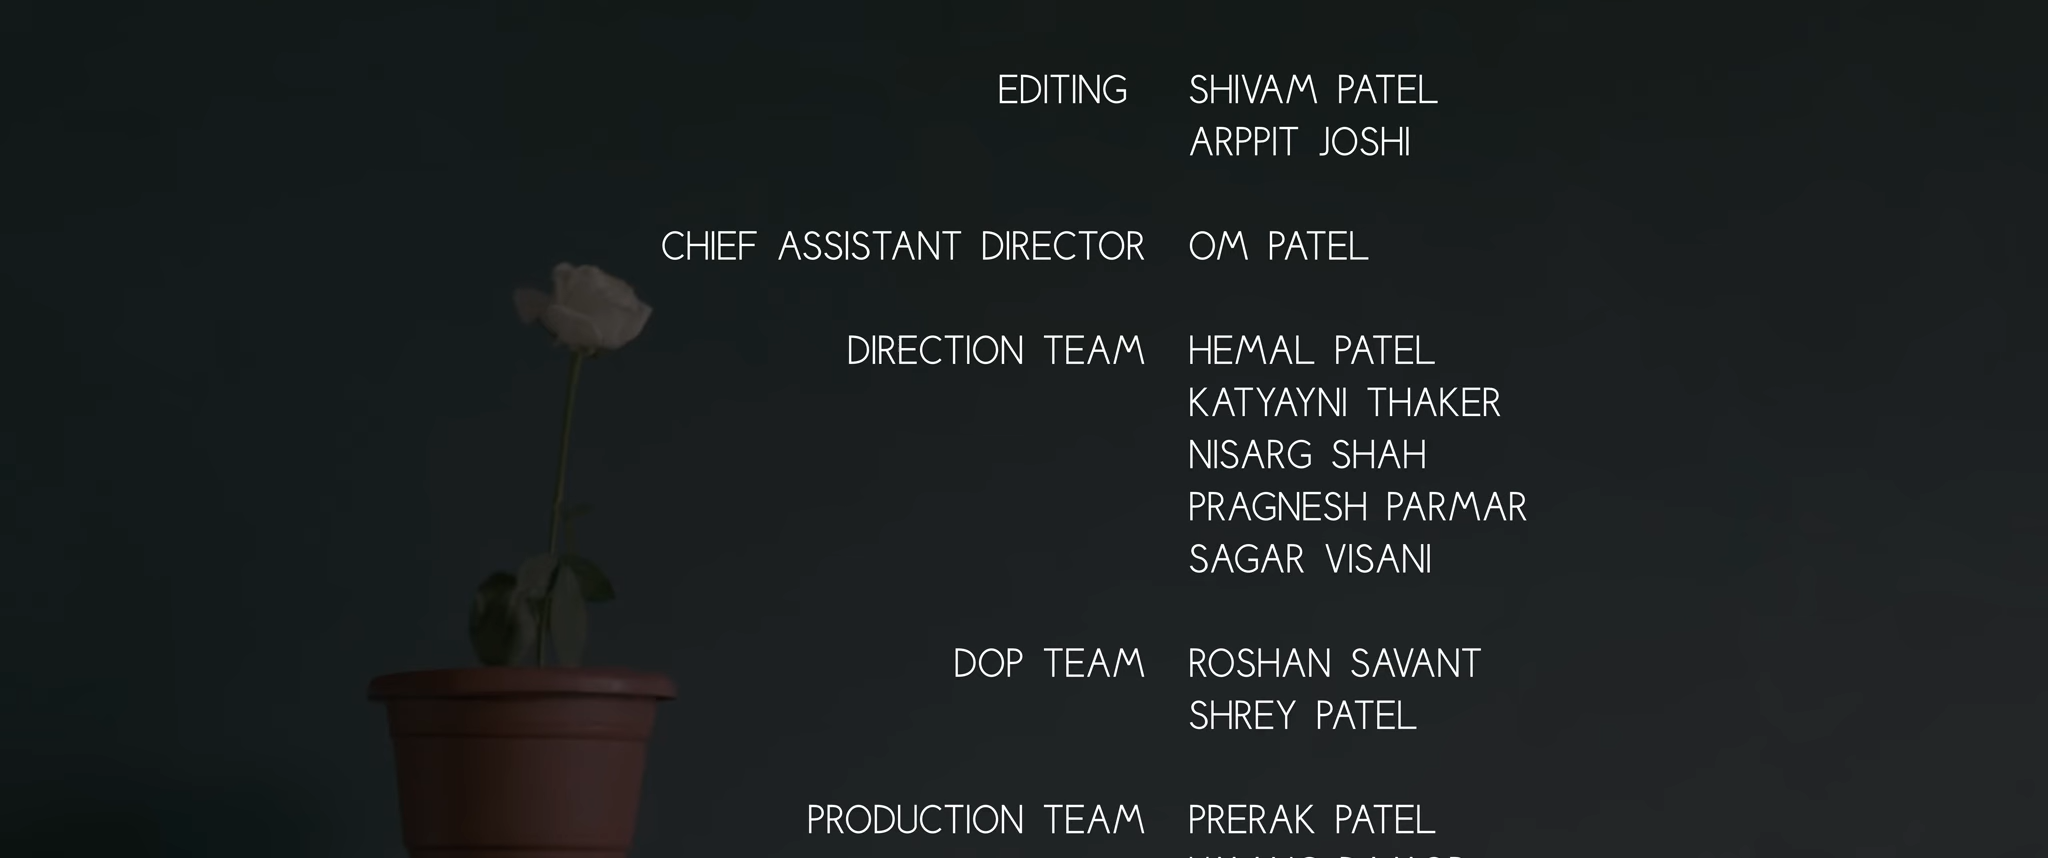 EDITING SHIVAM PATEL
ARPPIT JOSHI
CHIEF ASSISTANT DIRECTOR OM PATEL
DIRECTION TEAM HEMAL PATEL
KATYAYNI THAKER
NISARG SHAH
PRAGNESH PARMAR
SAGAR VISANI
DOP TEAM ROSHAN SAVANT
SHREY PATEL
PRODUCTION TEAM PRERAK PATEL